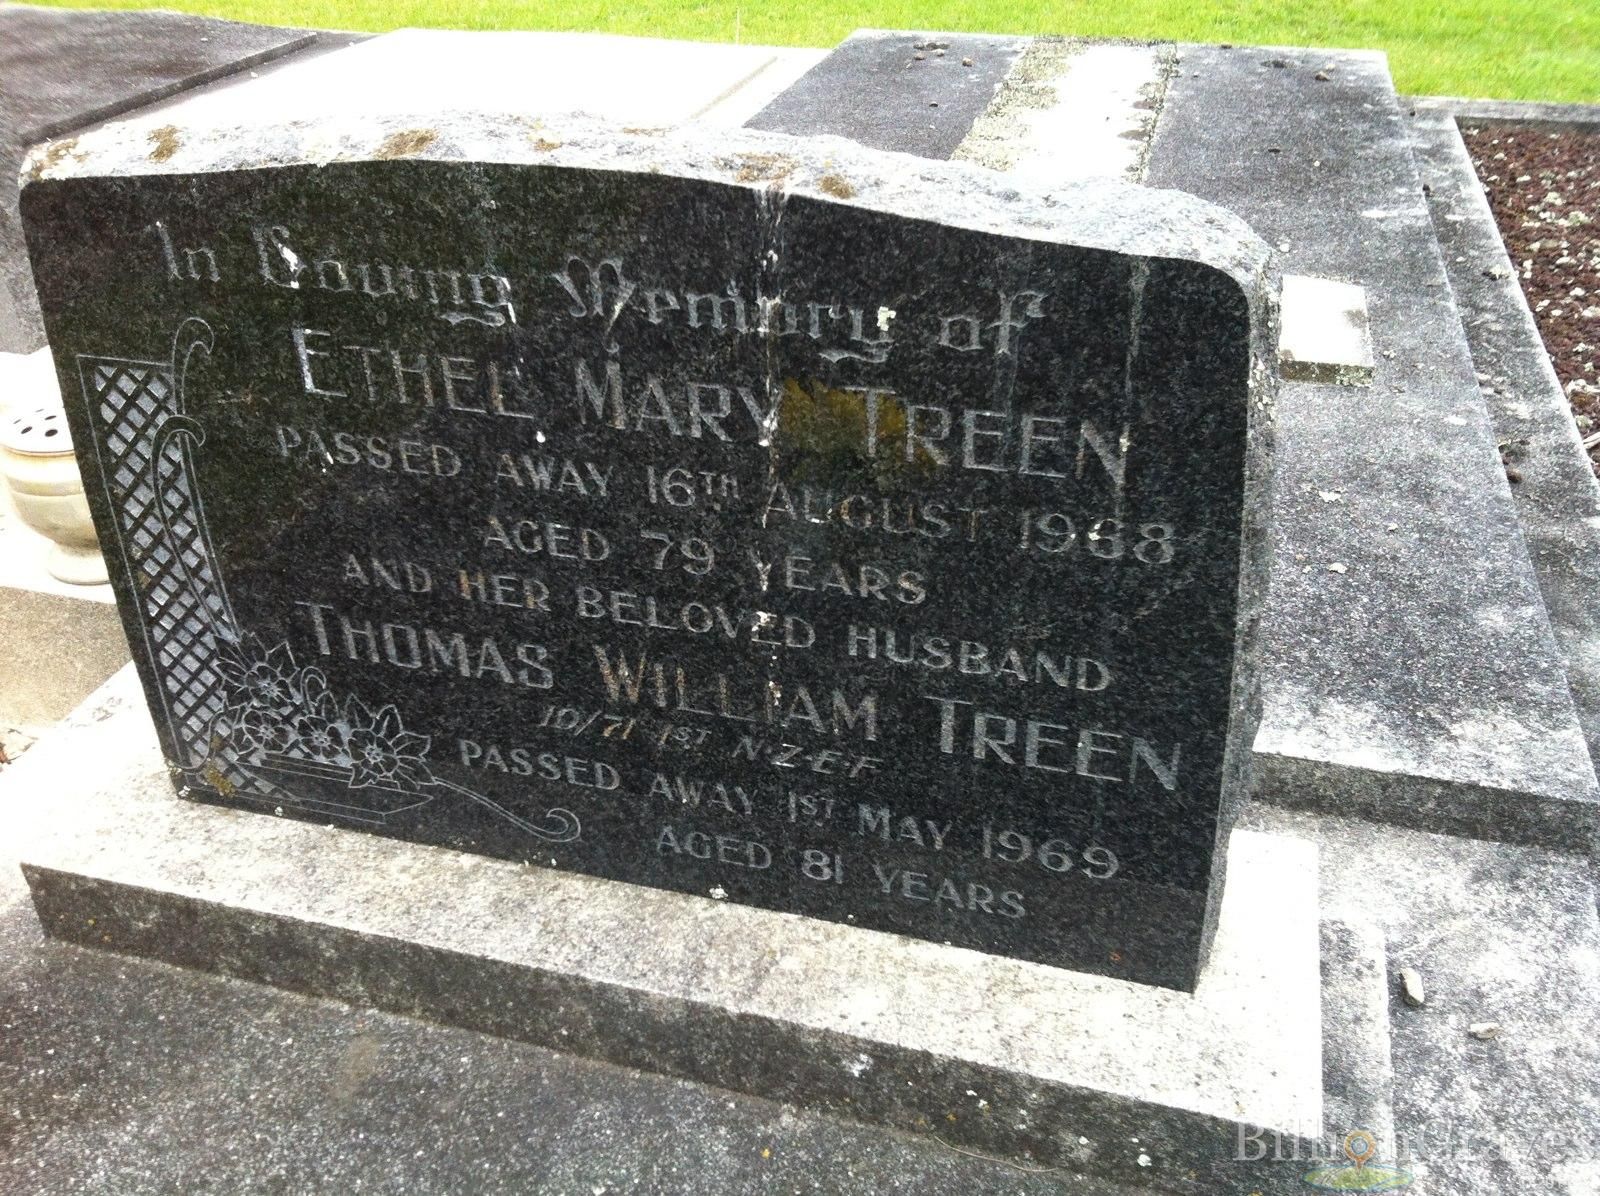 In Loving Memory of
ETHEL MARY TREEN
PASSED AWAY 16TH AUGUST 1968
AGED 79 YEARS
AND HER BELOVED HUSBAND
THOMAS WILLIAM TREEN
10/71 1ST N.Z.E.F
PASSED AWAY 1ST MAY 1969
AGED 81 YEARS
BillionGraves